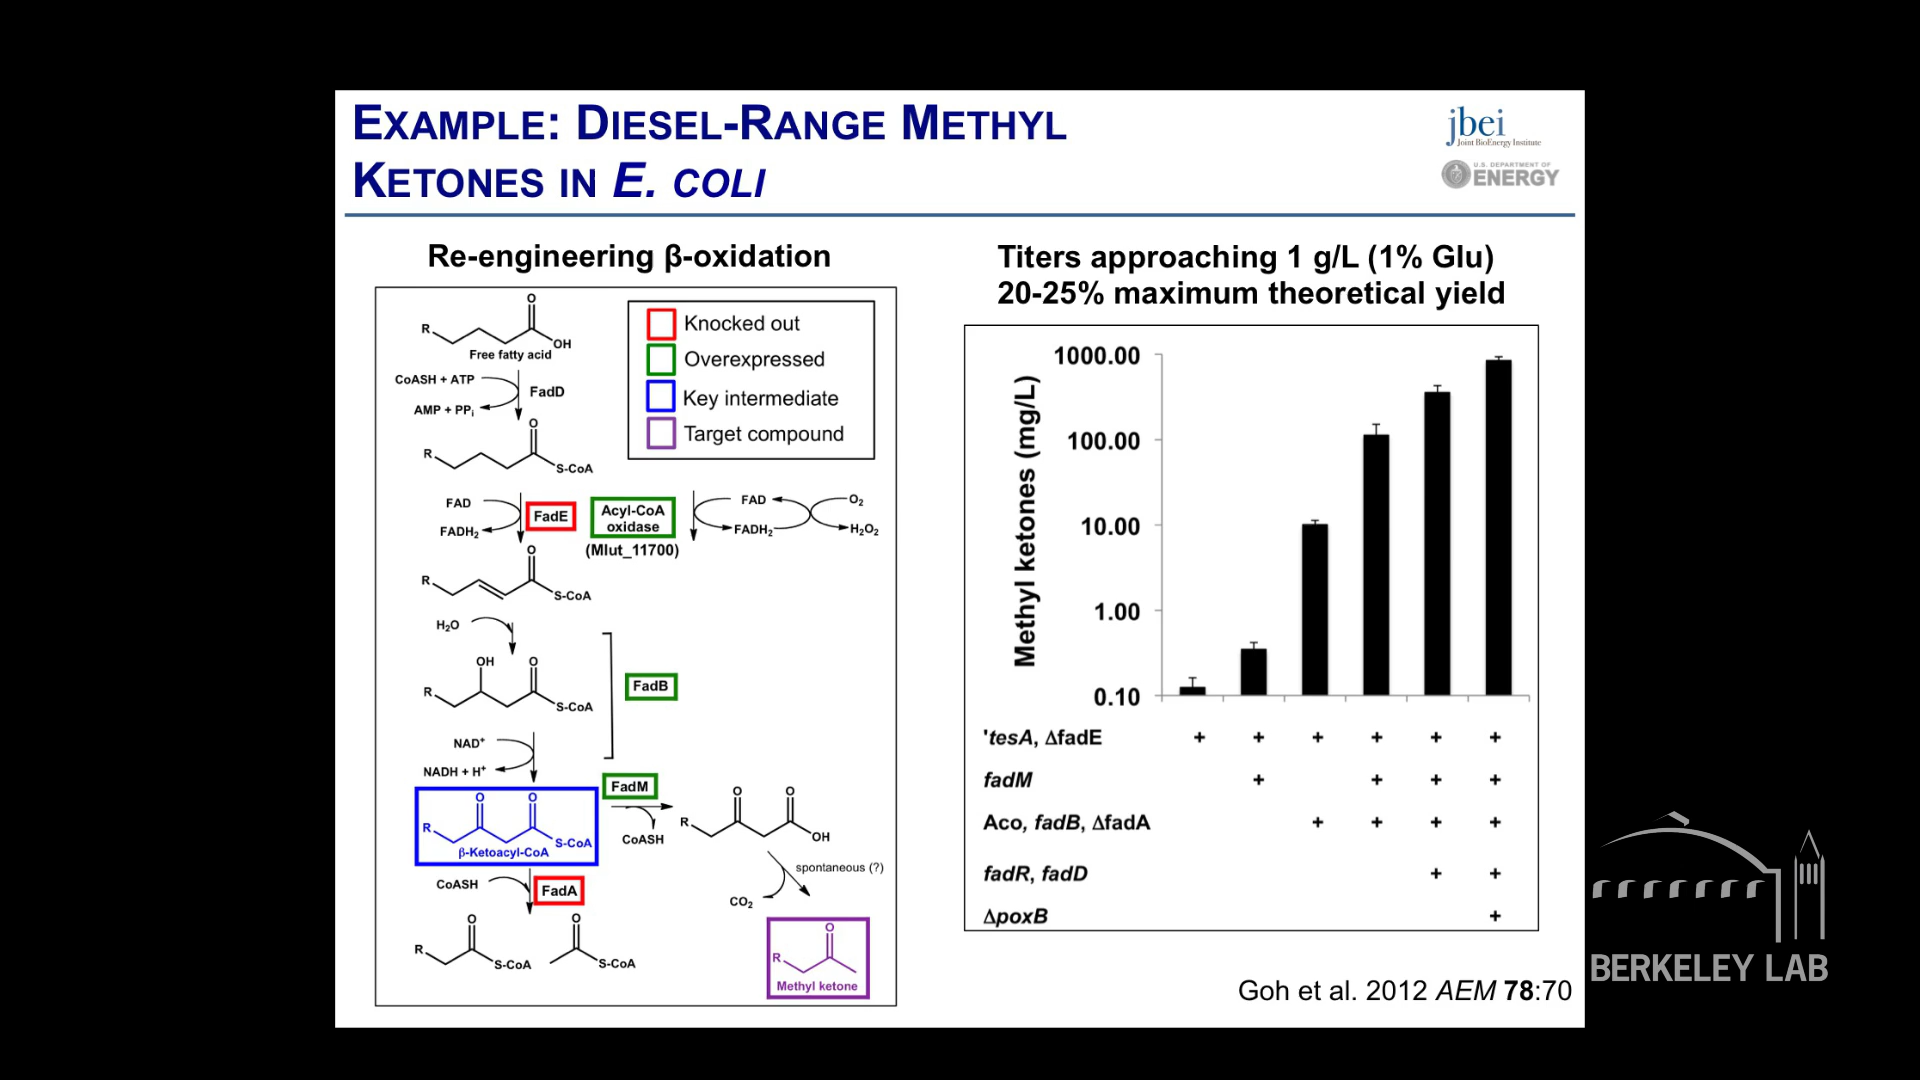 EXAMPLE: DIESEL-RANGE METHYL
KETONES IN E. COLI
jbei
Joint BioEnergy Institute
U.S. DEPARTMENT OF
ENERGY
Re-engineering β-oxidation
O
R
OH
Free fatty acid
CoASH + ATP
FadD
AMP + PPi
O
R
S-CoA
FAD
FADH2
FadE
Acyl-CoA
oxidase
(Mlut_11700)
FAD
O2
FADH2
H2O2
O
R
S-CoA
H2O
OH
O
R
S-CoA
FadB
NAD+
NADH + H+
O
O
R
S-CoA
β-Ketoacyl-CoA
FadM
CoASH
O
O
R
OH
spontaneous (?)
CO2
CoASH
FadA
O
O
R
S-CoA
S-CoA
O
R
Methyl ketone
Knocked out
Overexpressed
Key intermediate
Target compound
Titers approaching 1 g/L (1% Glu)
20-25% maximum theoretical yield
Methyl ketones (mg/L)
1000.00
100.00
10.00
1.00
0.10
'tesA, ΔfadE + + + + + +
fadM + + + +
Aco, fadB, ΔfadA + + + +
fadR, fadD + +
ΔpoxB +
Goh et al. 2012 AEM 78:70
BERKELEY LAB